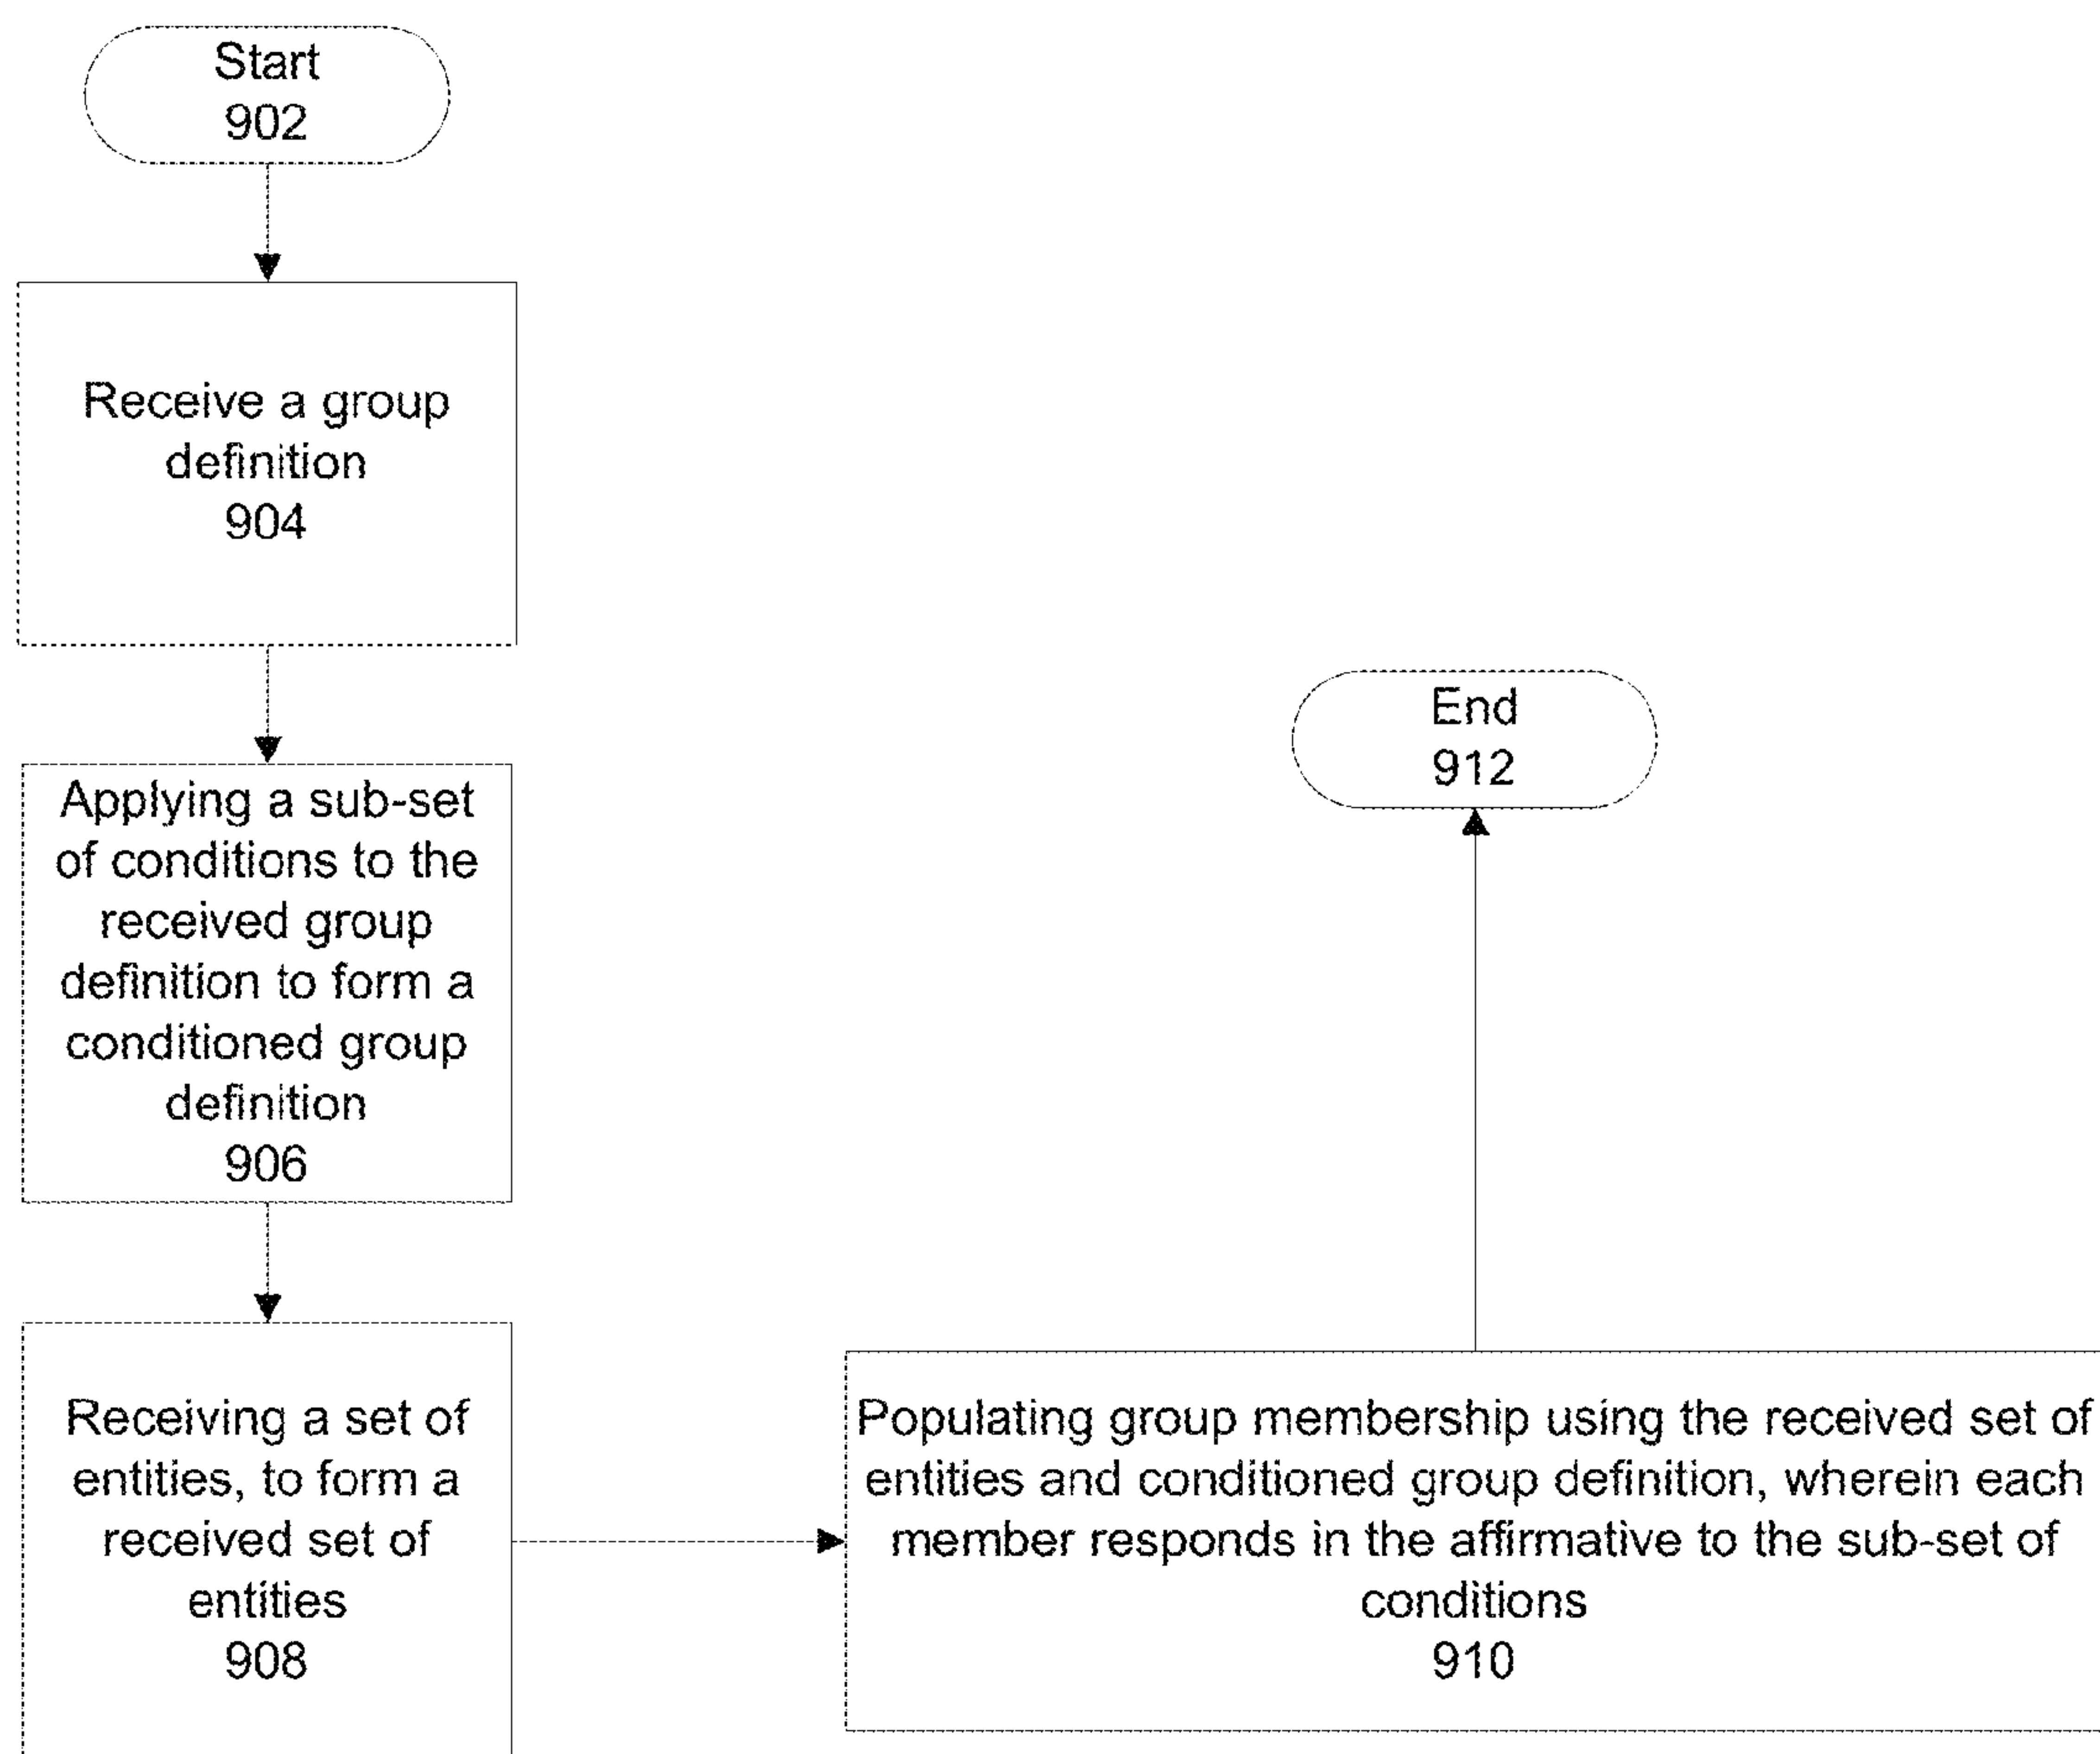 Start
902
Receive a group
definition
904
Applying a sub-set
of conditions to the
received group
definition to form a
conditioned group
definition
906
Receiving a set of
entities, to form a
received set of
entities
908
Populating group membership using the received set of
entities and conditioned group definition, wherein each
member responds in the affirmative to the sub-set of
conditions
910
End
912